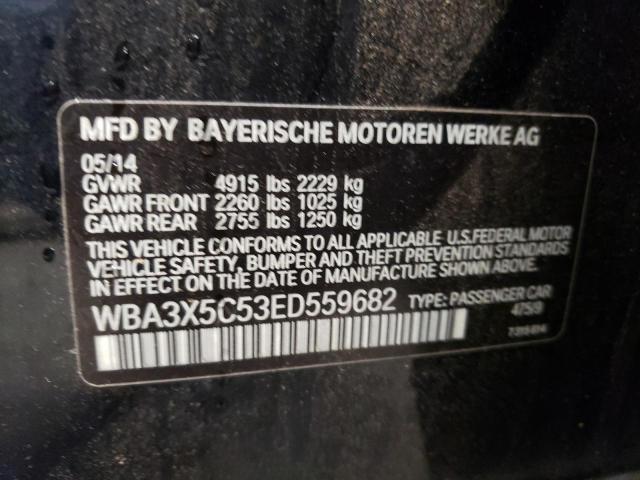 MFD BY BAYERISCHE MOTOREN WERKE AG
05/14
GVWR 4915 lbs 2229 kg
GAWR FRONT 2260 lbs 1025 kg
GAWR REAR 2755 lbs 1250 kg
THIS VEHICLE CONFORMS TO ALL APPLICABLE U.S.FEDERAL MOTOR
VEHICLE SAFETY, BUMPER AND THEFT PREVENTION STANDARDS
IN EFFECT ON THE DATE OF MANUFACTURE SHOWN ABOVE.
WBA3X5C53ED559682 TYPE: PASSENGER CAR